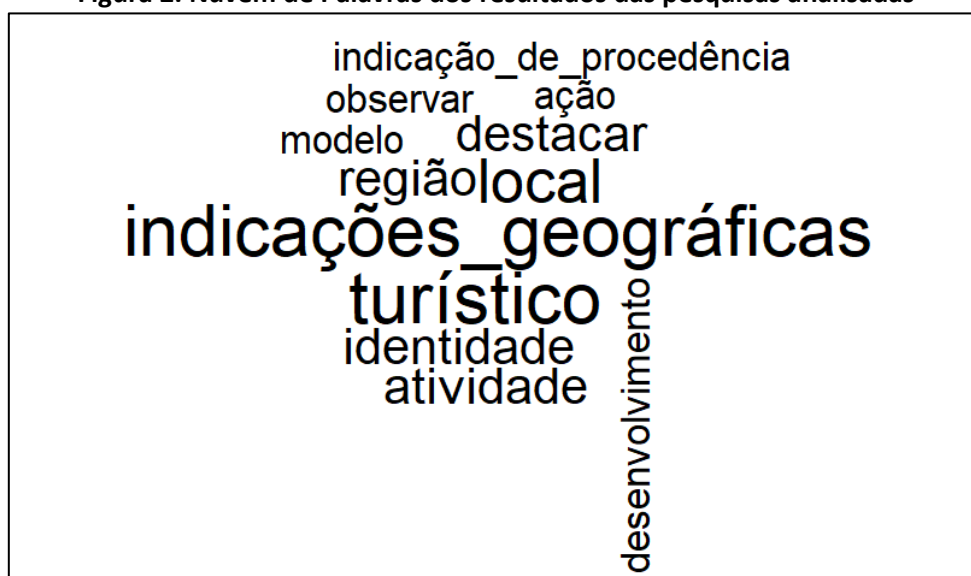 Figura 2. Nuvem de Palavras dos resultados das pesquisas analisadas
indicação_de_procedência
observar ação
modelo destacar
região local
indicações_geográficas
turístico
identidade
atividade
desenvolvimento